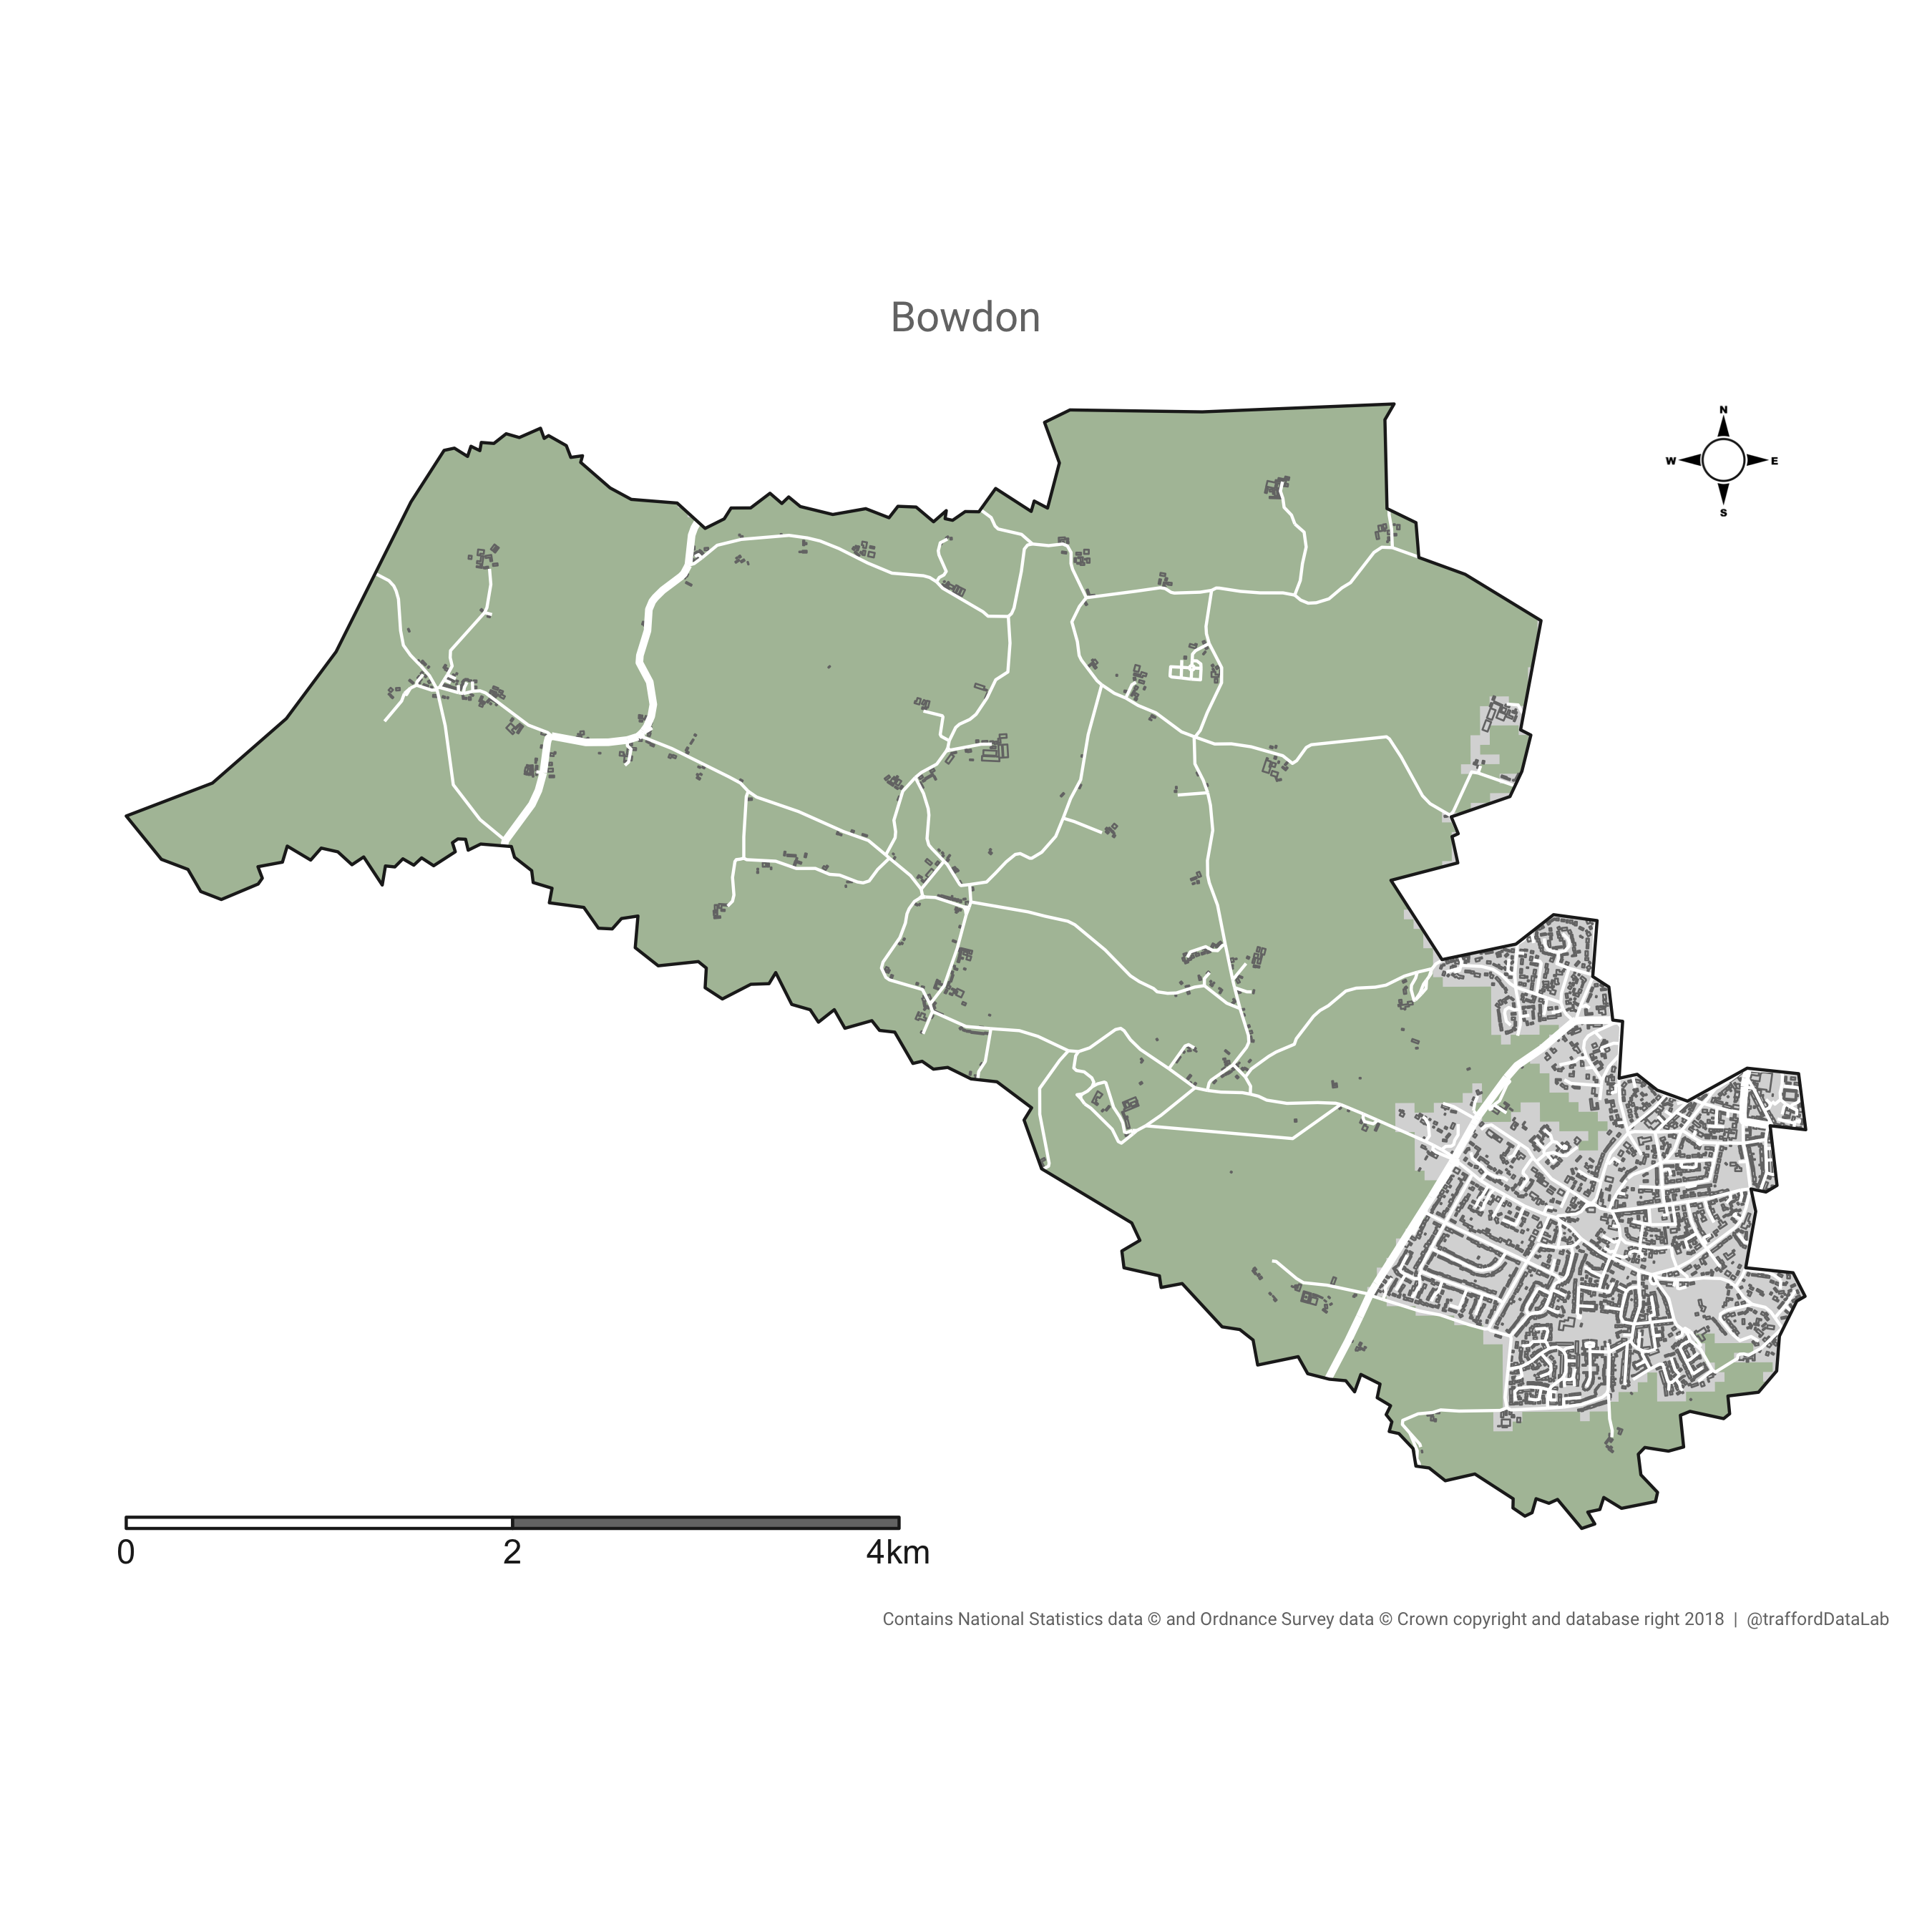 Bowdon
N
W E
S
0 2 4km
Contains National Statistics data © and Ordnance Survey data © Crown copyright and database right 2018 | @traffordDataLab